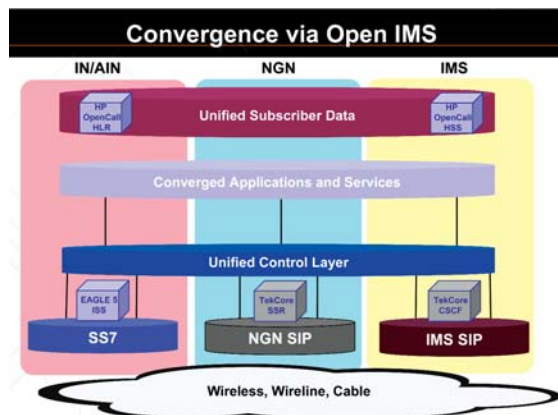 Convergence via Open IMS
IN/AIN
NGN
IMS
HP
OpenCall
HLR
Unified Subscriber Data
HP
OpenCall
HSS
Converged Applications and Services
Unified Control Layer
EAGLE 5
ISS
TekCore
SSR
TekCore
CSCF
SS7
NGN SIP
IMS SIP
Wireless, Wireline, Cable